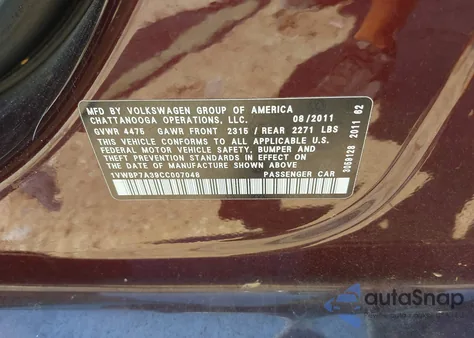 MFD BY VOLKSWAGEN GROUP OF AMERICA
CHATTANOOGA OPERATIONS, LLC. 08/2011
GVWR 4476 GAWR FRONT 2315 / REAR 2271 LBS
THIS VEHICLE CONFORMS TO ALL APPLICABLE U.S.
FEDERAL MOTOR VEHICLE SAFETY, BUMPER AND
THEFT PREVENTION STANDARDS IN EFFECT ON THE
DATE OF MANUFACTURE SHOWN ABOVE
1VWBP7A39CC007048 PASSENGER CAR
3059128 2011 62
autoSnap